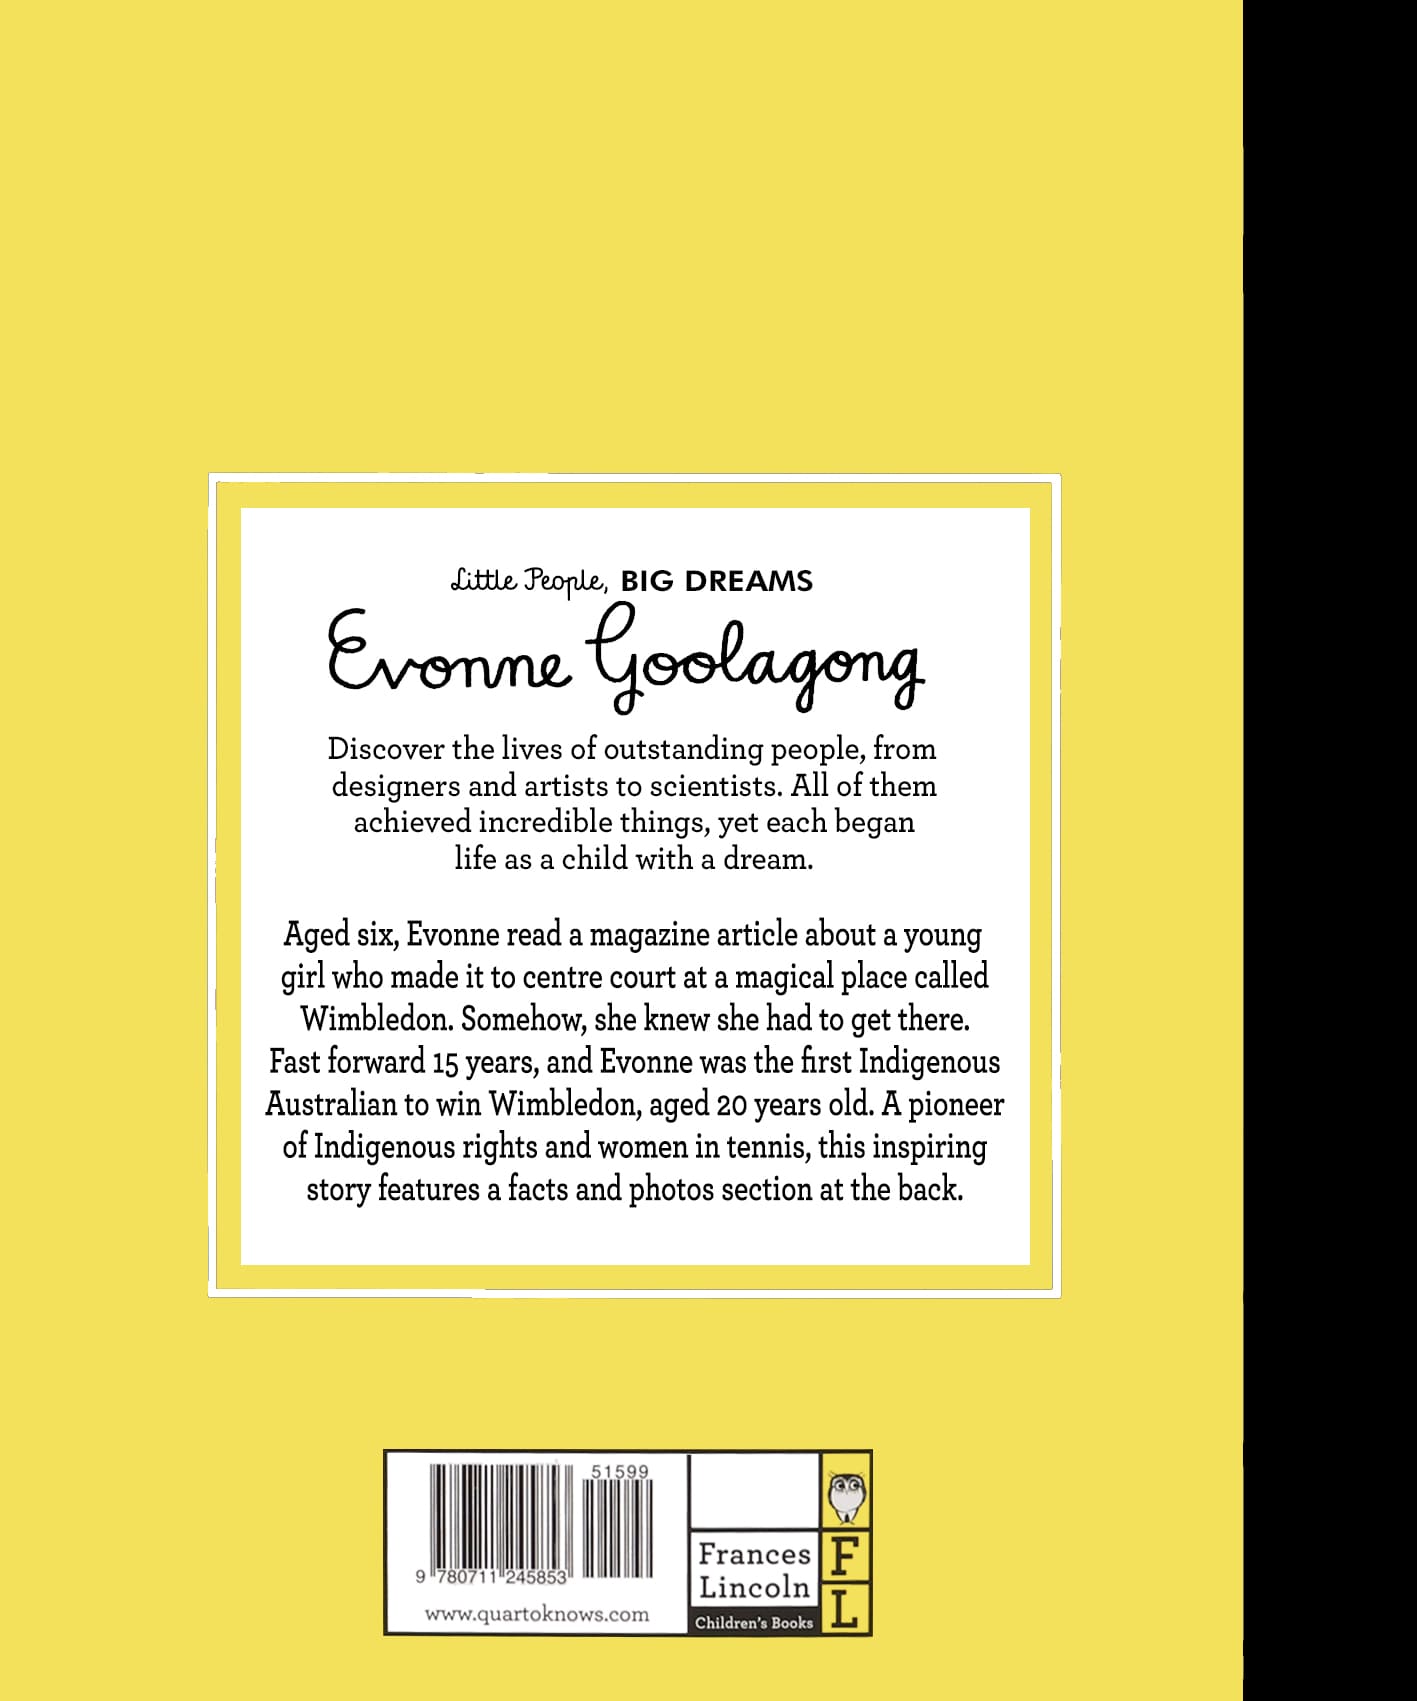 Little People, BIG DREAMS
Evonne Goolagong
Discover the lives of outstanding people, from
designers and artists to scientists. All of them
achieved incredible things, yet each began
life as a child with a dream.
Aged six, Evonne read a magazine article about a young
girl who made it to centre court at a magical place called
Wimbledon. Somehow, she knew she had to get there.
Fast forward 15 years, and Evonne was the first Indigenous
Australian to win Wimbledon, aged 20 years old. A pioneer
of Indigenous rights and women in tennis, this inspiring
story features a facts and photos section at the back.
51599
9 780711 245853
www.quartoknows.com
Frances
Lincoln
Children's Books
F
L